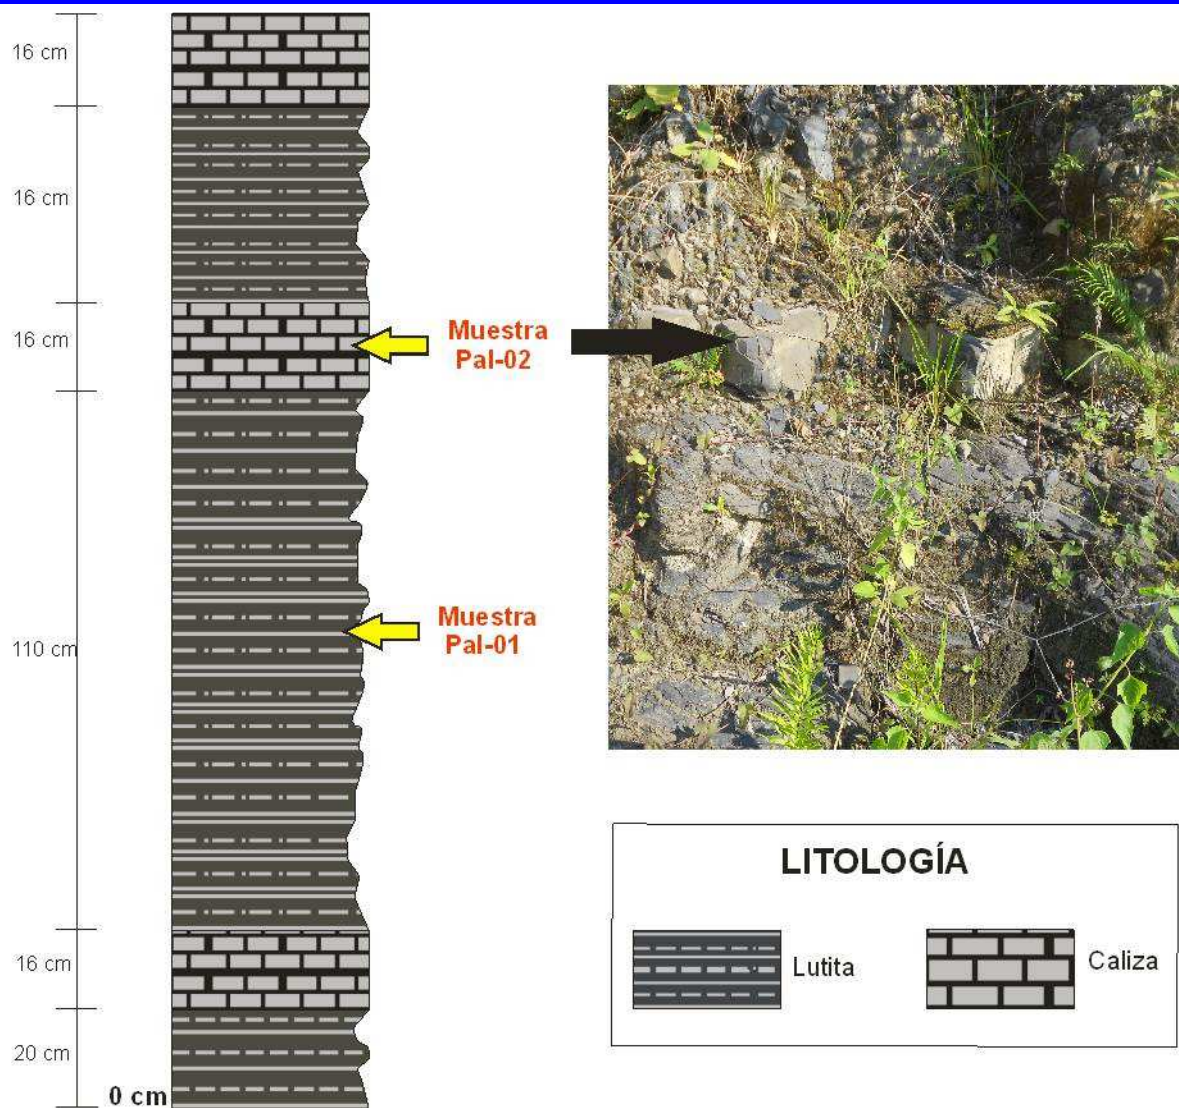 16 cm
16 cm
16 cm
Muestra
Pal-02
Muestra
Pal-01
110 cm
16 cm
20 cm
0 cm
LITOLOGÍA
Lutita
Caliza